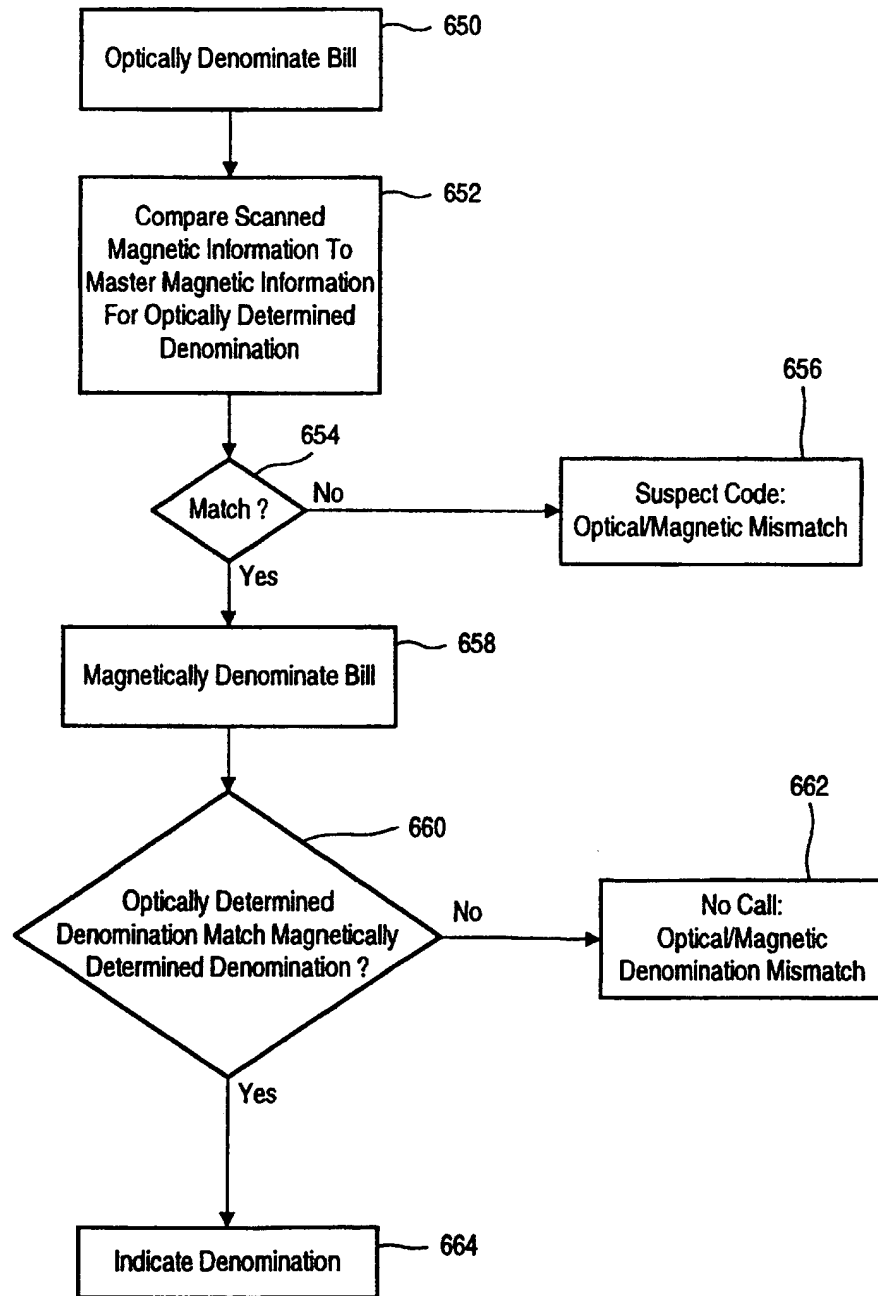 650
Optically Denominate Bill
652
Compare Scanned
Magnetic Information To
Master Magnetic Information
For Optically Determined
Denomination
654
Match ?
No
656
Suspect Code:
Optical/Magnetic Mismatch
Yes
658
Magnetically Denominate Bill
660
Optically Determined
Denomination Match Magnetically
Determined Denomination ?
No
662
No Call:
Optical/Magnetic
Denomination Mismatch
Yes
Indicate Denomination
664